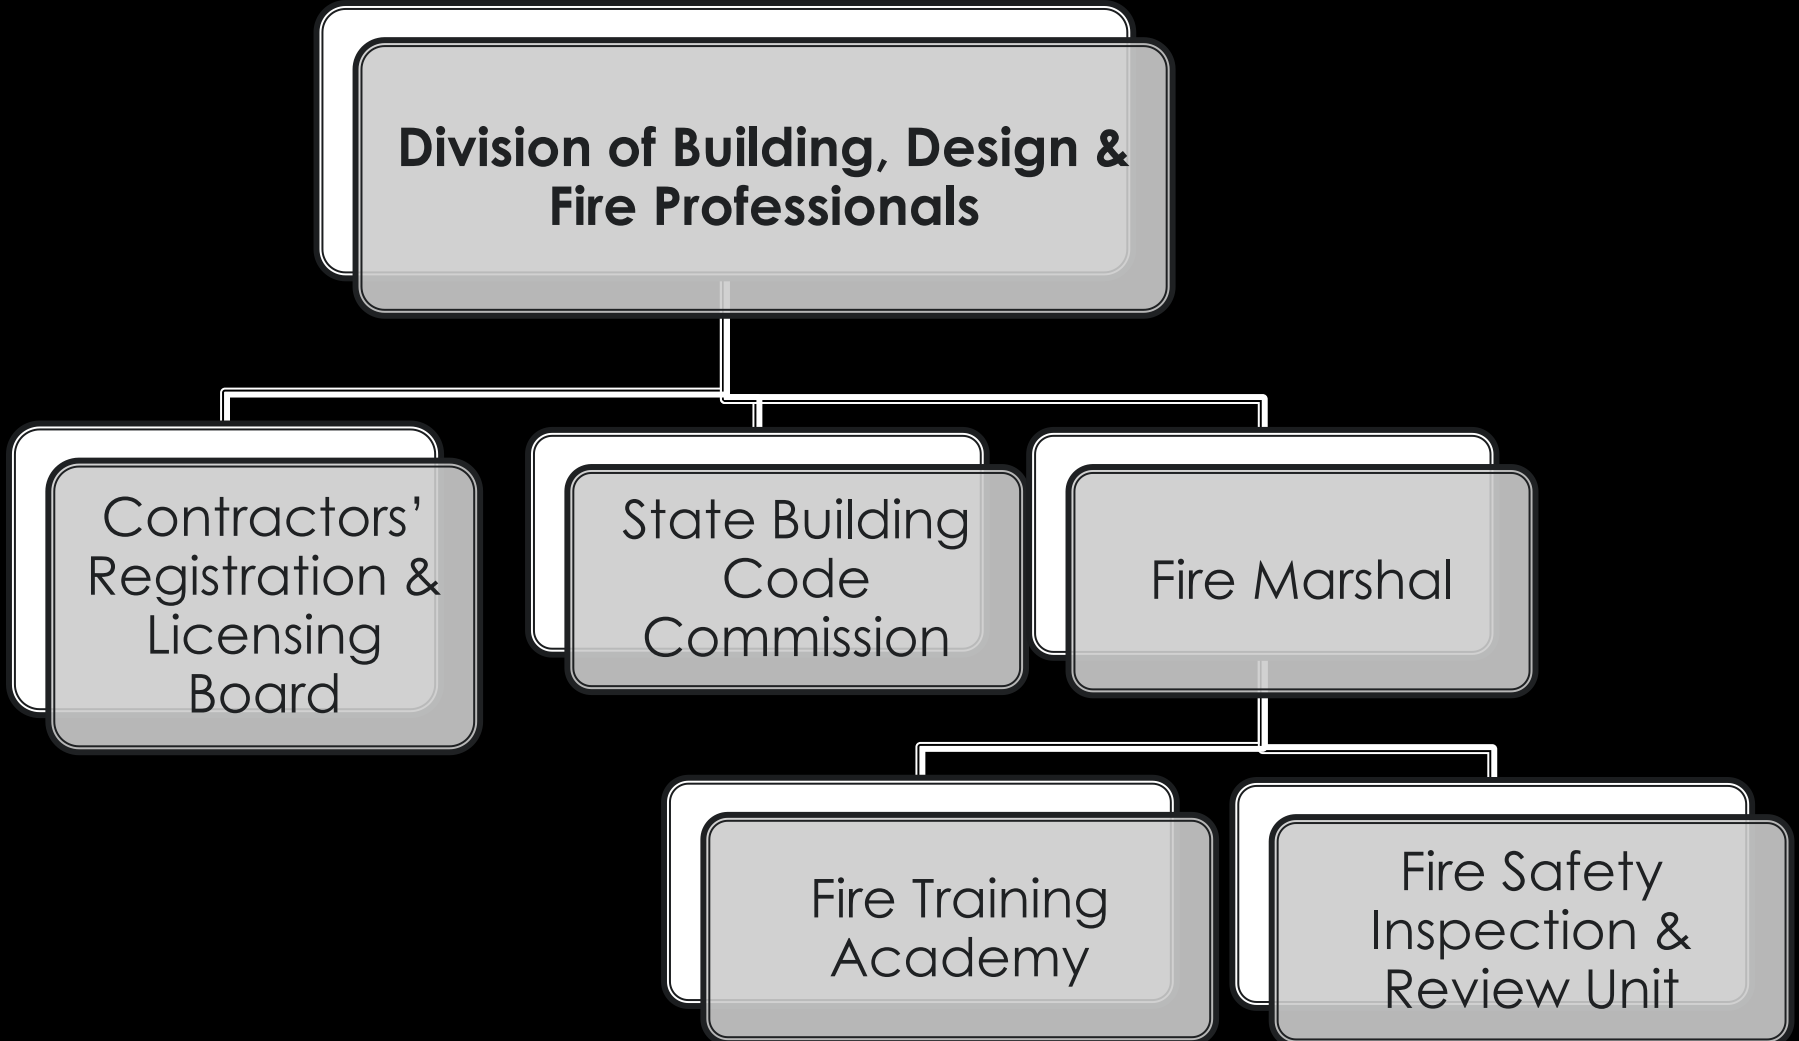 Division of Building, Design &
Fire Professionals
Contractors’
Registration &
Licensing
Board
State Building
Code
Commission
Fire Marshal
Fire Training
Academy
Fire Safety
Inspection &
Review Unit